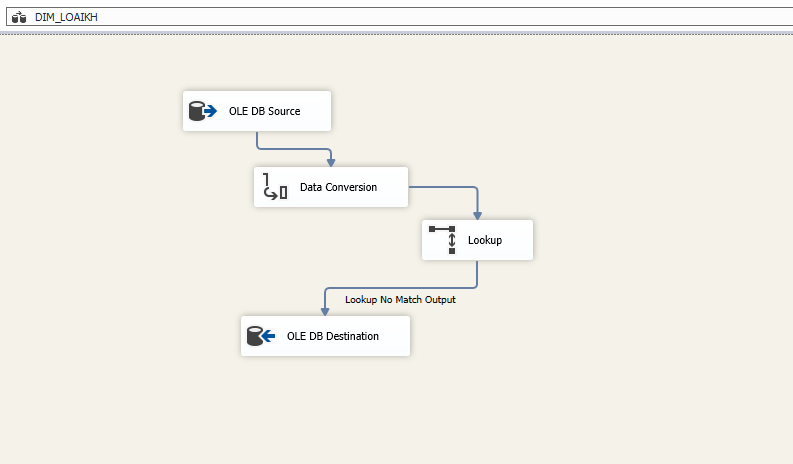 DIM_LOAIKH
OLE DB Source
Data Conversion
Lookup
Lookup No Match Output
OLE DB Destination